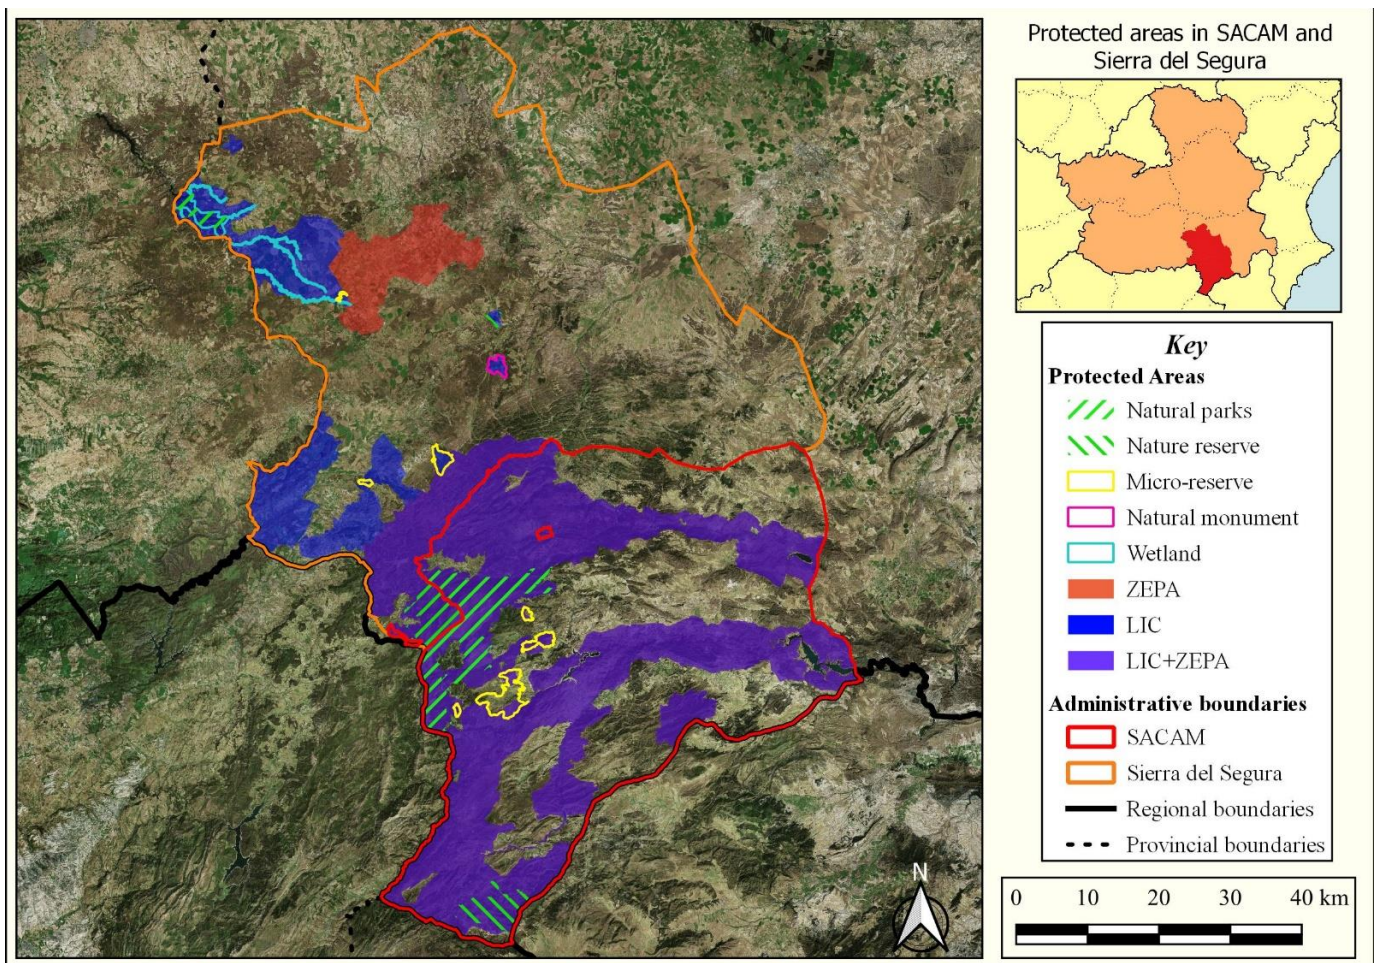 Protected areas in SACAM and
Sierra del Segura
Key
Protected Areas
Natural parks
Nature reserve
Micro-reserve
Natural monument
Wetland
ZEPA
LIC
LIC+ZEPA
Administrative boundaries
SACAM
Sierra del Segura
Regional boundaries
Provincial boundaries
N
0 10 20 30 40 km